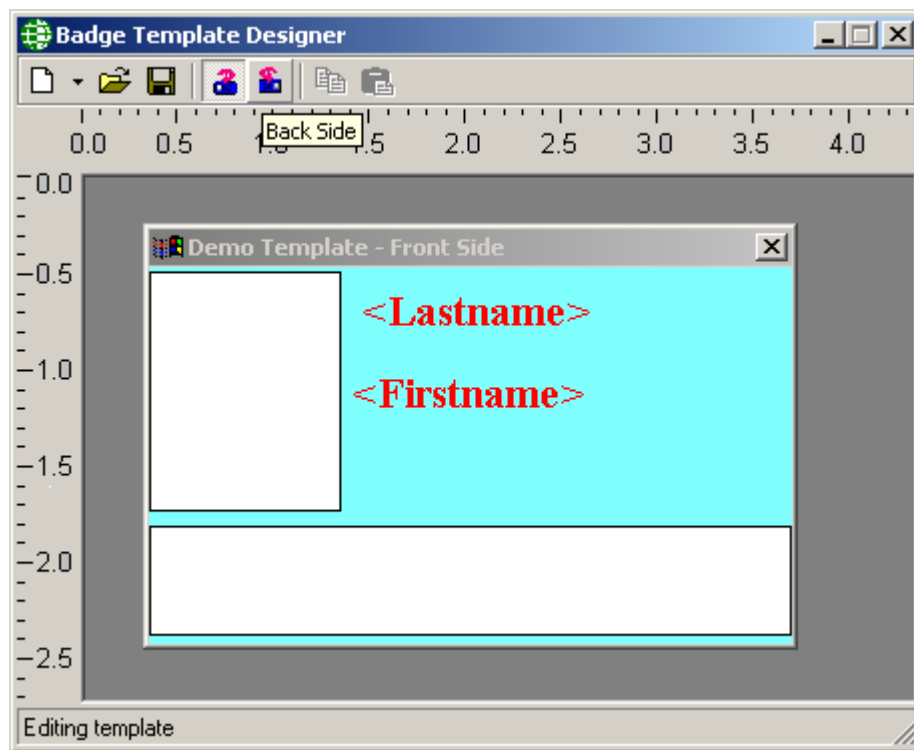 Badge Template Designer
Back Side
0.0 0.5 1.0 1.5 2.0 2.5 3.0 3.5 4.0
0.0
Demo Template - Front Side
0.5
<Lastname>
1.0
<Firstname>
1.5
2.0
2.5
Editing template